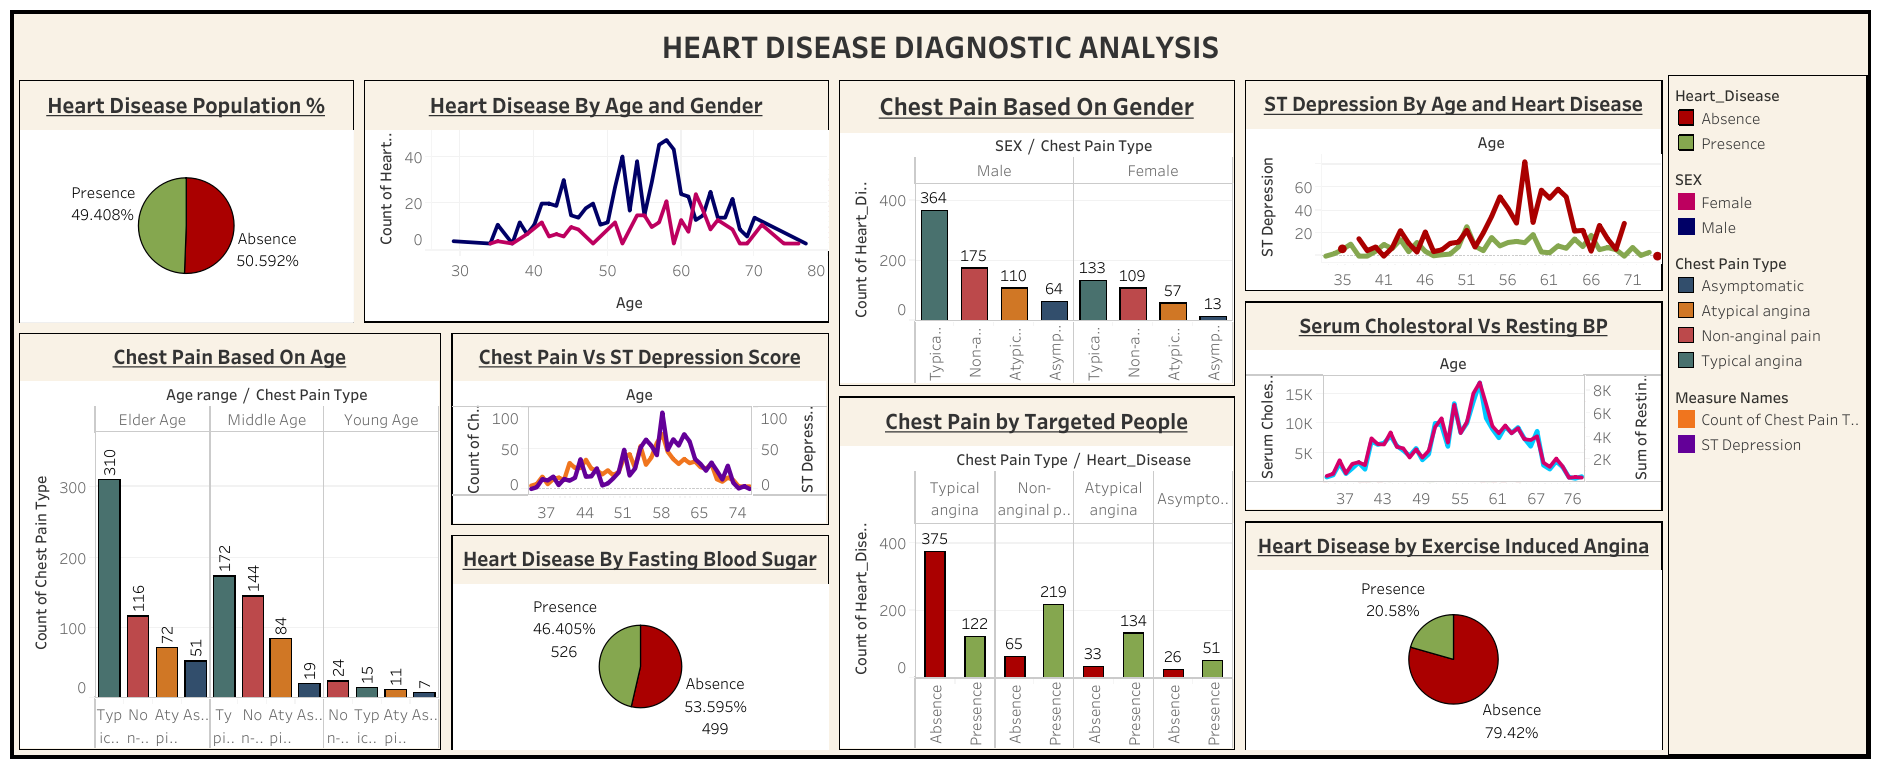 HEART DISEASE DIAGNOSTIC ANALYSIS
Heart Disease Population %
Presence
49.408%
Absence
50.592%
Heart Disease By Age and Gender
Count of Heart..
40
20
0
30 40 50 60 70 80
Age
Chest Pain Based On Gender
SEX / Chest Pain Type
Male Female
Count of Heart_Di..
400
200
0
364 175 110 64 133 109 57 13
Typica.. Non-a.. Atypic.. Asymp.. Typica.. Non-a.. Atypic.. Asymp..
ST Depression By Age and Heart Disease
Age
ST Depression
60
40
20
35 41 46 51 56 61 66 71
Heart_Disease
Absence
Presence
SEX
Female
Male
Chest Pain Type
Asymptomatic
Atypical angina
Non-anginal pain
Typical angina
Measure Names
Count of Chest Pain T..
ST Depression
Chest Pain Based On Age
Age range / Chest Pain Type
Elder Age Middle Age Young Age
Count of Chest Pain Type
300
200
100
0
310 116 72 51 172 144 84 19 24 15 11 7
Typ No Aty As.. Ty No Aty As.. No Typ Aty As..
ic.. n-.. pi.. pi.. n-.. pi.. n-.. ic.. pi..
Chest Pain Vs ST Depression Score
Age
Count of Ch..
100
50
0
100
50
0
ST Depress..
37 44 51 58 65 74
Heart Disease By Fasting Blood Sugar
Presence
46.405%
526
Absence
53.595%
499
Chest Pain by Targeted People
Chest Pain Type / Heart_Disease
Typical Non- Atypical Asympto..
angina anginal p.. angina
Count of Heart_Dise..
400
200
0
375 122 65 219 33 134 26 51
Absence Presence Absence Presence Absence Presence Absence Presence
Serum Cholestoral Vs Resting BP
Age
Serum Choles..
15K
10K
5K
8K
6K
4K
2K
Sum of Restin..
37 43 49 55 61 67 76
Heart Disease by Exercise Induced Angina
Presence
20.58%
Absence
79.42%